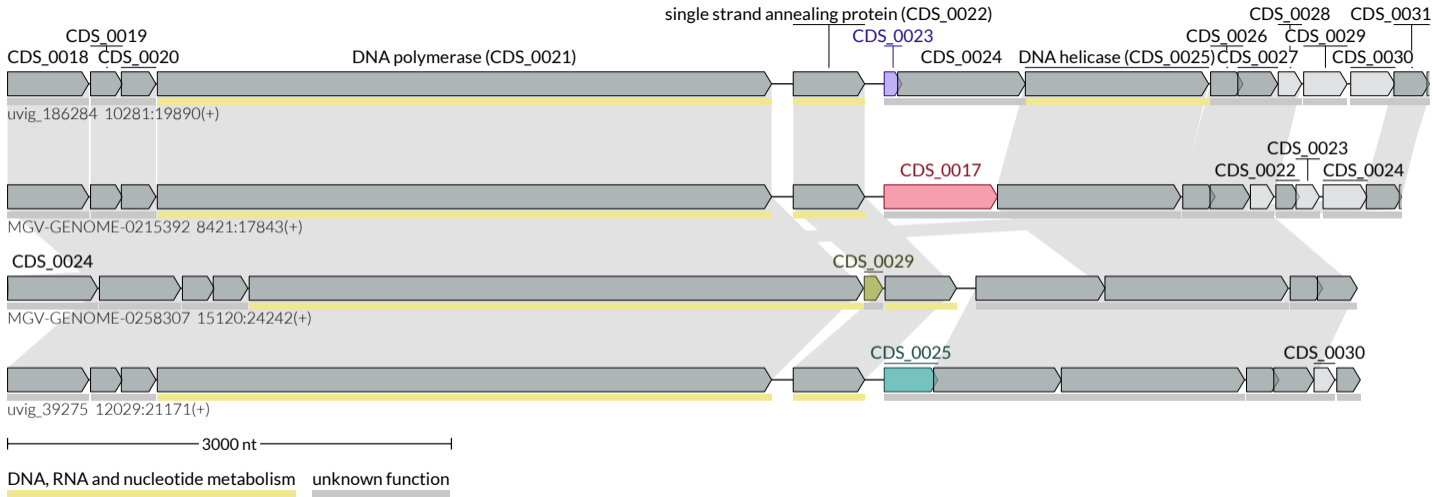 single strand annealing protein (CDS_0022) CDS_0028 CDS_0031
CDS_0019 CDS_0023 CDS_0026 CDS_0029
CDS_0018 CDS_0020 DNA polymerase (CDS_0021) CDS_0024 DNA helicase (CDS_0025) CDS_0027 CDS_0030
uvig_186284 10281:19890(+)
CDS_0023
CDS_0017 CDS_0022 CDS_0024
MGV-GENOME-0215392 8421:17843(+)
CDS_0024 CDS_0029
MGV-GENOME-0258307 15120:24242(+)
CDS_0025 CDS_0030
uvig_39275 12029:21171(+)
3000 nt
DNA, RNA and nucleotide metabolism unknown function